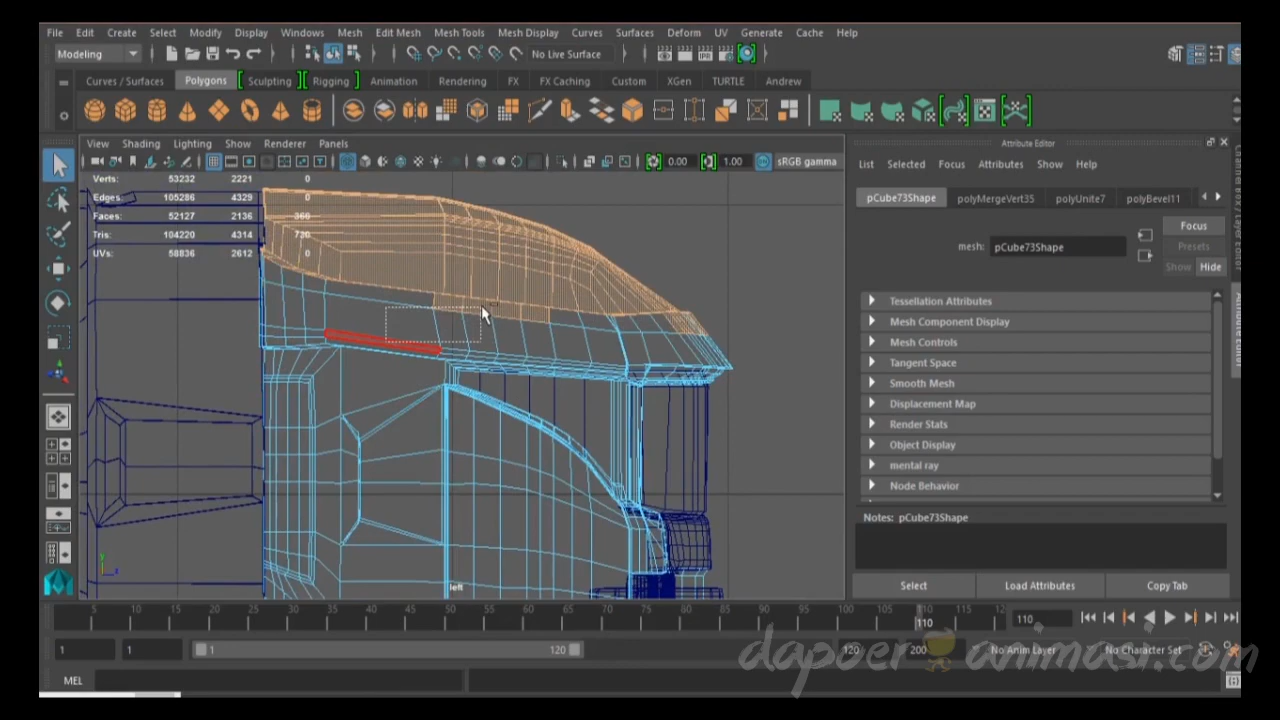 File Edit Create Select Modify Display Windows Mesh Edit Mesh Mesh Tools Mesh Display Curves Surfaces Deform UV Generate Cache Help
Modeling No Live Surface
Curves / Surfaces Polygons Sculpting Rigging Animation Rendering FX FX Caching Custom XGen TURTLE Andrew
View Shading Lighting Show Renderer Panels Attribute Editor
0.00 1.00 sRGB gamma List Selected Focus Attributes Show Help
Verts: 53232 2221 0
Edges: 105286 4329 0
Faces: 52127 2136 360
Tris: 104220 4314 720
UVs: 58836 2612 0
pCube73Shape polyMergeVert35 polyUnite7 polyBevel11
Focus
mesh: pCube73Shape Presets
Show Hide
Tessellation Attributes
Mesh Component Display
Mesh Controls
Tangent Space
Smooth Mesh
Displacement Map
Render Stats
Object Display
mental ray
Node Behavior
Notes: pCube73Shape
left
Select Load Attributes Copy Tab
5 10 15 20 25 30 35 40 45 50 55 60 65 70 75 80 85 90 95 100 105 110 115 12
110 110
1 1 1 120 120 200 No Anim Layer No Character Set
dapoer animasi.com
MEL